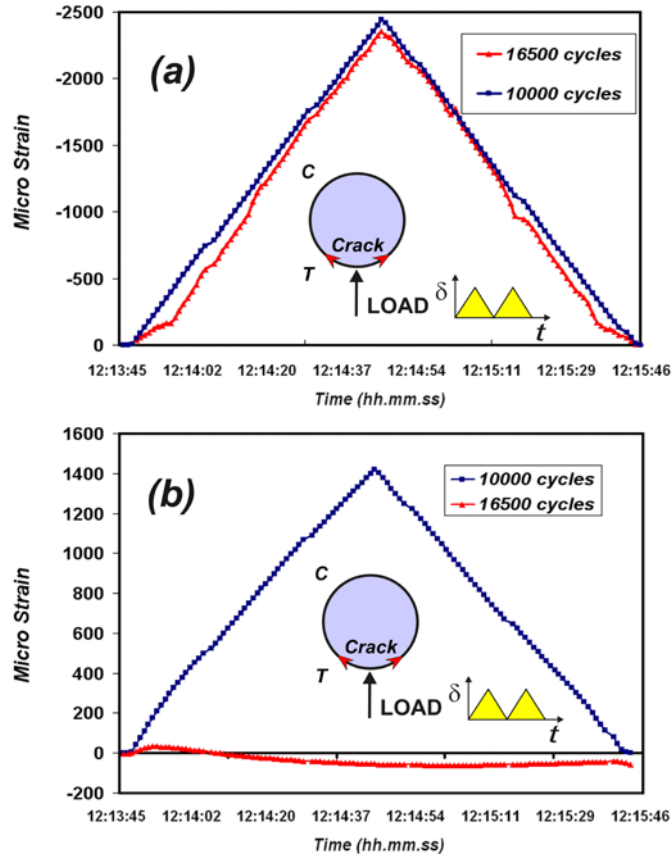 -2500
-2000
-1500
-1000
-500
0
Micro Strain
(a)
16500 cycles
10000 cycles
C
Crack
T
LOAD
δ
t
12:13:45 12:14:02 12:14:20 12:14:37 12:14:54 12:15:11 12:15:29 12:15:46
Time (hh.mm.ss)
1600
1400
1200
1000
800
600
400
200
0
-200
Micro Strain
(b)
10000 cycles
16500 cycles
C
Crack
T
LOAD
δ
t
12:13:45 12:14:02 12:14:20 12:14:37 12:14:54 12:15:11 12:15:29 12:15:46
Time (hh.mm.ss)